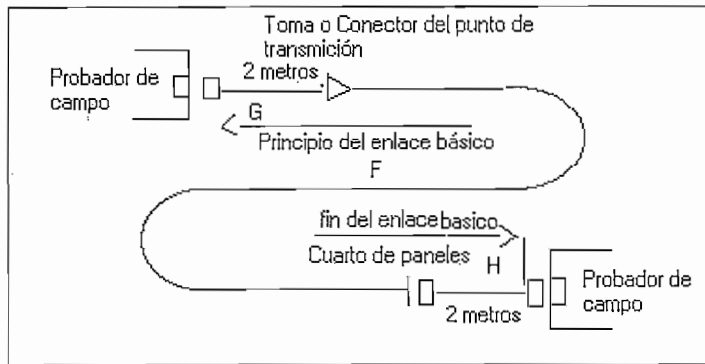 Toma o Conector del punto de
transmición
2 metros
Probador de
campo
G
Principio del enlace básico
F
fin del enlace basico
Cuarto de paneles
H
Probador de
campo
2 metros